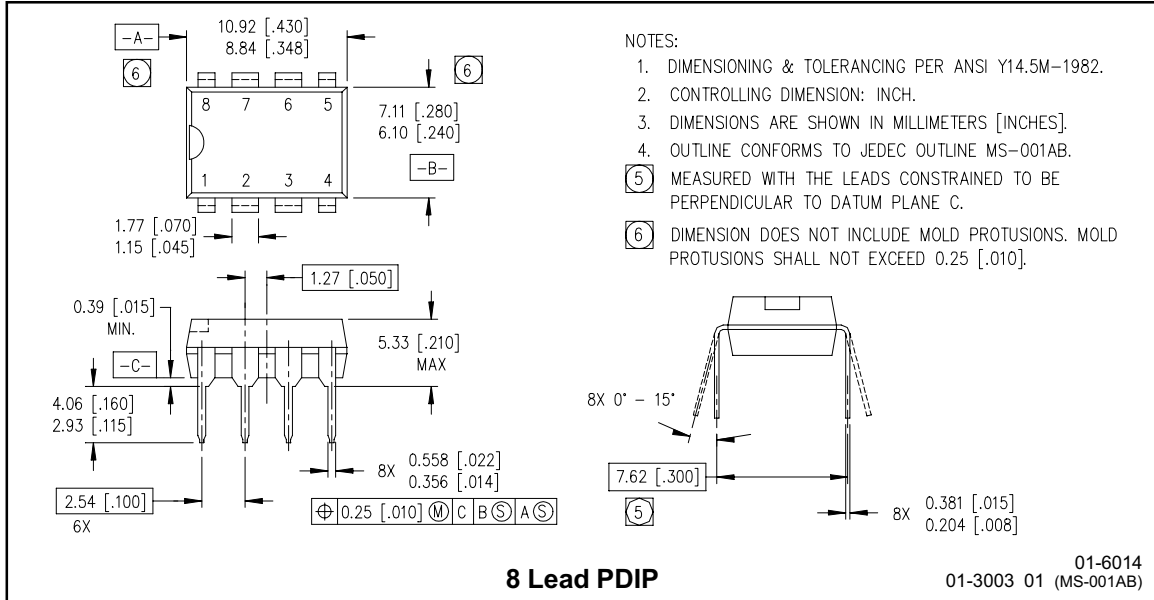 -A-
10.92 [.430]
8.84 [.348]
6
6
8 7 6 5
7.11 [.280]
6.10 [.240]
-B-
1 2 3 4
1.77 [.070]
1.15 [.045]
1.27 [.050]
0.39 [.015]
MIN.
5.33 [.210]
MAX
-C-
4.06 [.160]
2.93 [.115]
8X 0.558 [.022]
0.356 [.014]
2.54 [.100]
6X
⌖ 0.25 [.010] Ⓜ C B Ⓢ A Ⓢ
NOTES:
1. DIMENSIONING & TOLERANCING PER ANSI Y14.5M-1982.
2. CONTROLLING DIMENSION: INCH.
3. DIMENSIONS ARE SHOWN IN MILLIMETERS [INCHES].
4. OUTLINE CONFORMS TO JEDEC OUTLINE MS-001AB.
5 MEASURED WITH THE LEADS CONSTRAINED TO BE
PERPENDICULAR TO DATUM PLANE C.
6 DIMENSION DOES NOT INCLUDE MOLD PROTUSIONS. MOLD
PROTUSIONS SHALL NOT EXCEED 0.25 [.010].
8X 0° - 15°
7.62 [.300]
5
8X 0.381 [.015]
0.204 [.008]
8 Lead PDIP
01-6014
01-3003 01 (MS-001AB)